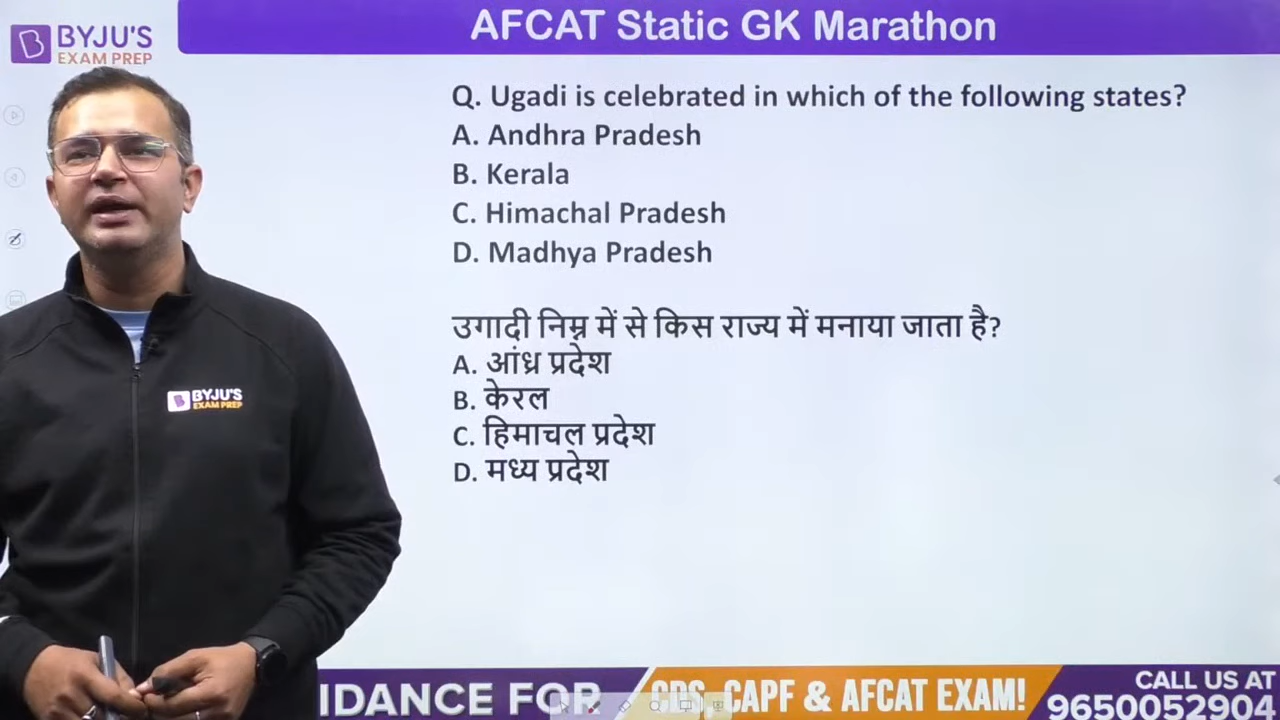 BYJU'S
EXAM PREP
AFCAT Static GK Marathon
Q. Ugadi is celebrated in which of the following states?
A. Andhra Pradesh
B. Kerala
C. Himachal Pradesh
D. Madhya Pradesh
उगादी निम्न में से किस राज्य में मनाया जाता है?
A. आंध्र प्रदेश
B. केरल
C. हिमाचल प्रदेश
D. मध्य प्रदेश
BYJU'S
EXAM PREP
IDANCE FOR CDS, CAPF & AFCAT EXAM!
CALL US AT
9650052904